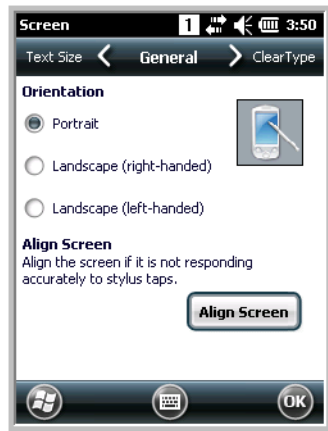 Screen 1 3:50
Text Size General ClearType
Orientation
Portrait
Landscape (right-handed)
Landscape (left-handed)
Align Screen
Align the screen if it is not responding
accurately to stylus taps.
Align Screen
OK